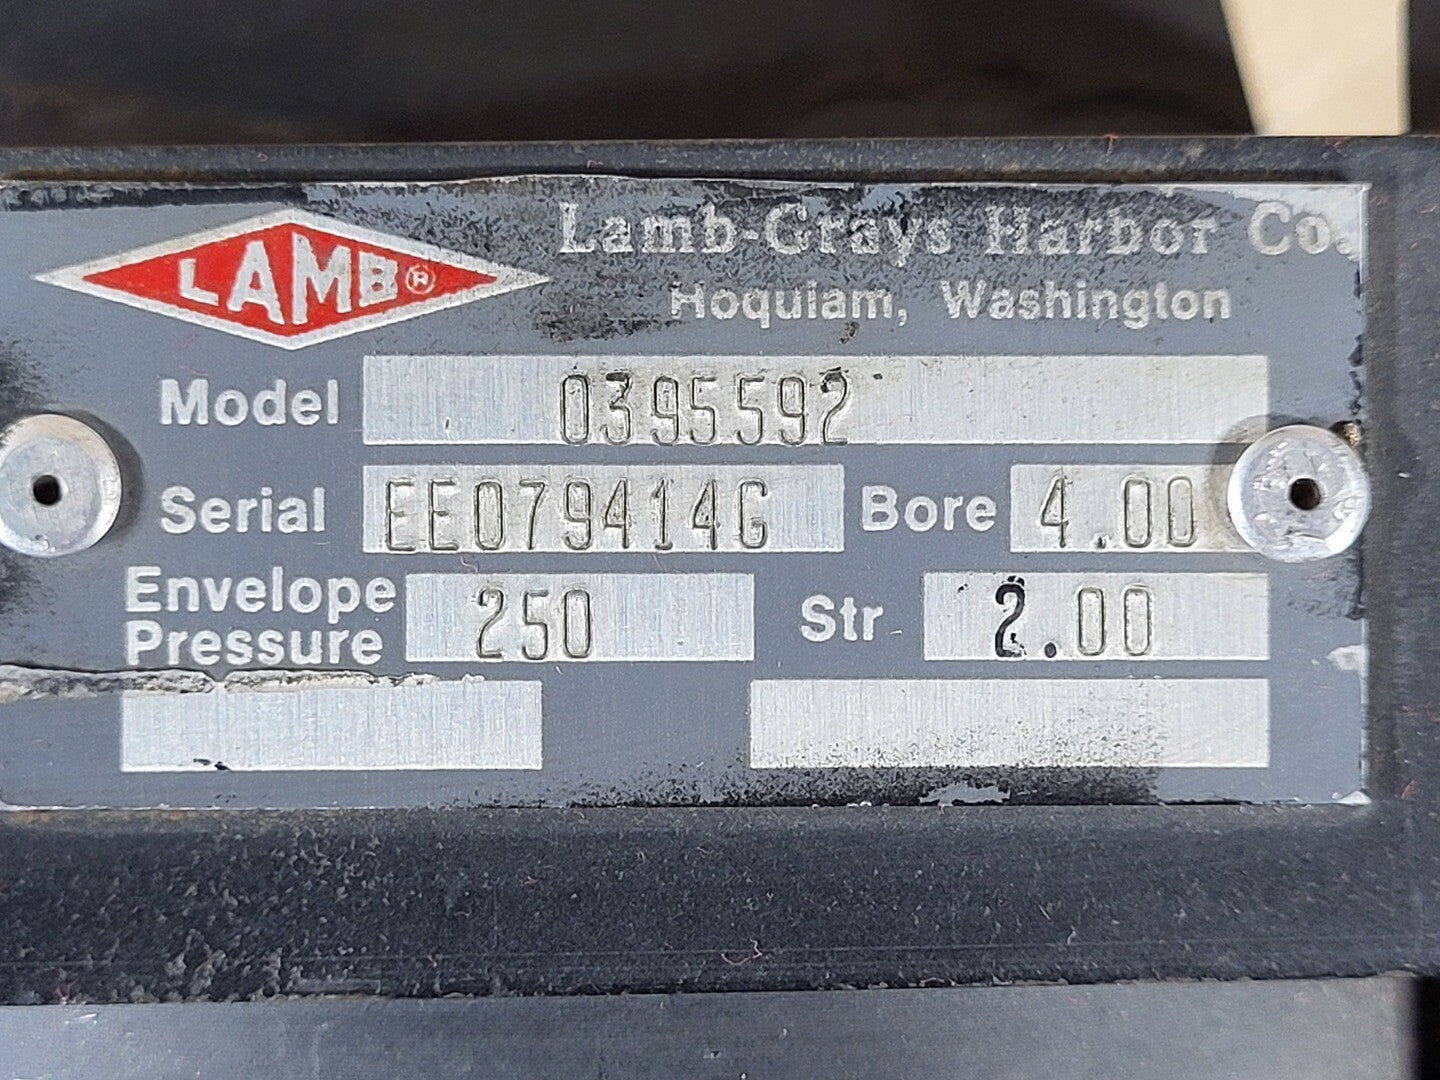 LAMB®
Lamb-Grays Harbor Co.
Hoquiam, Washington
Model 0395592
Serial EE079414G Bore 4.00
Envelope Pressure 250 Str 2.00